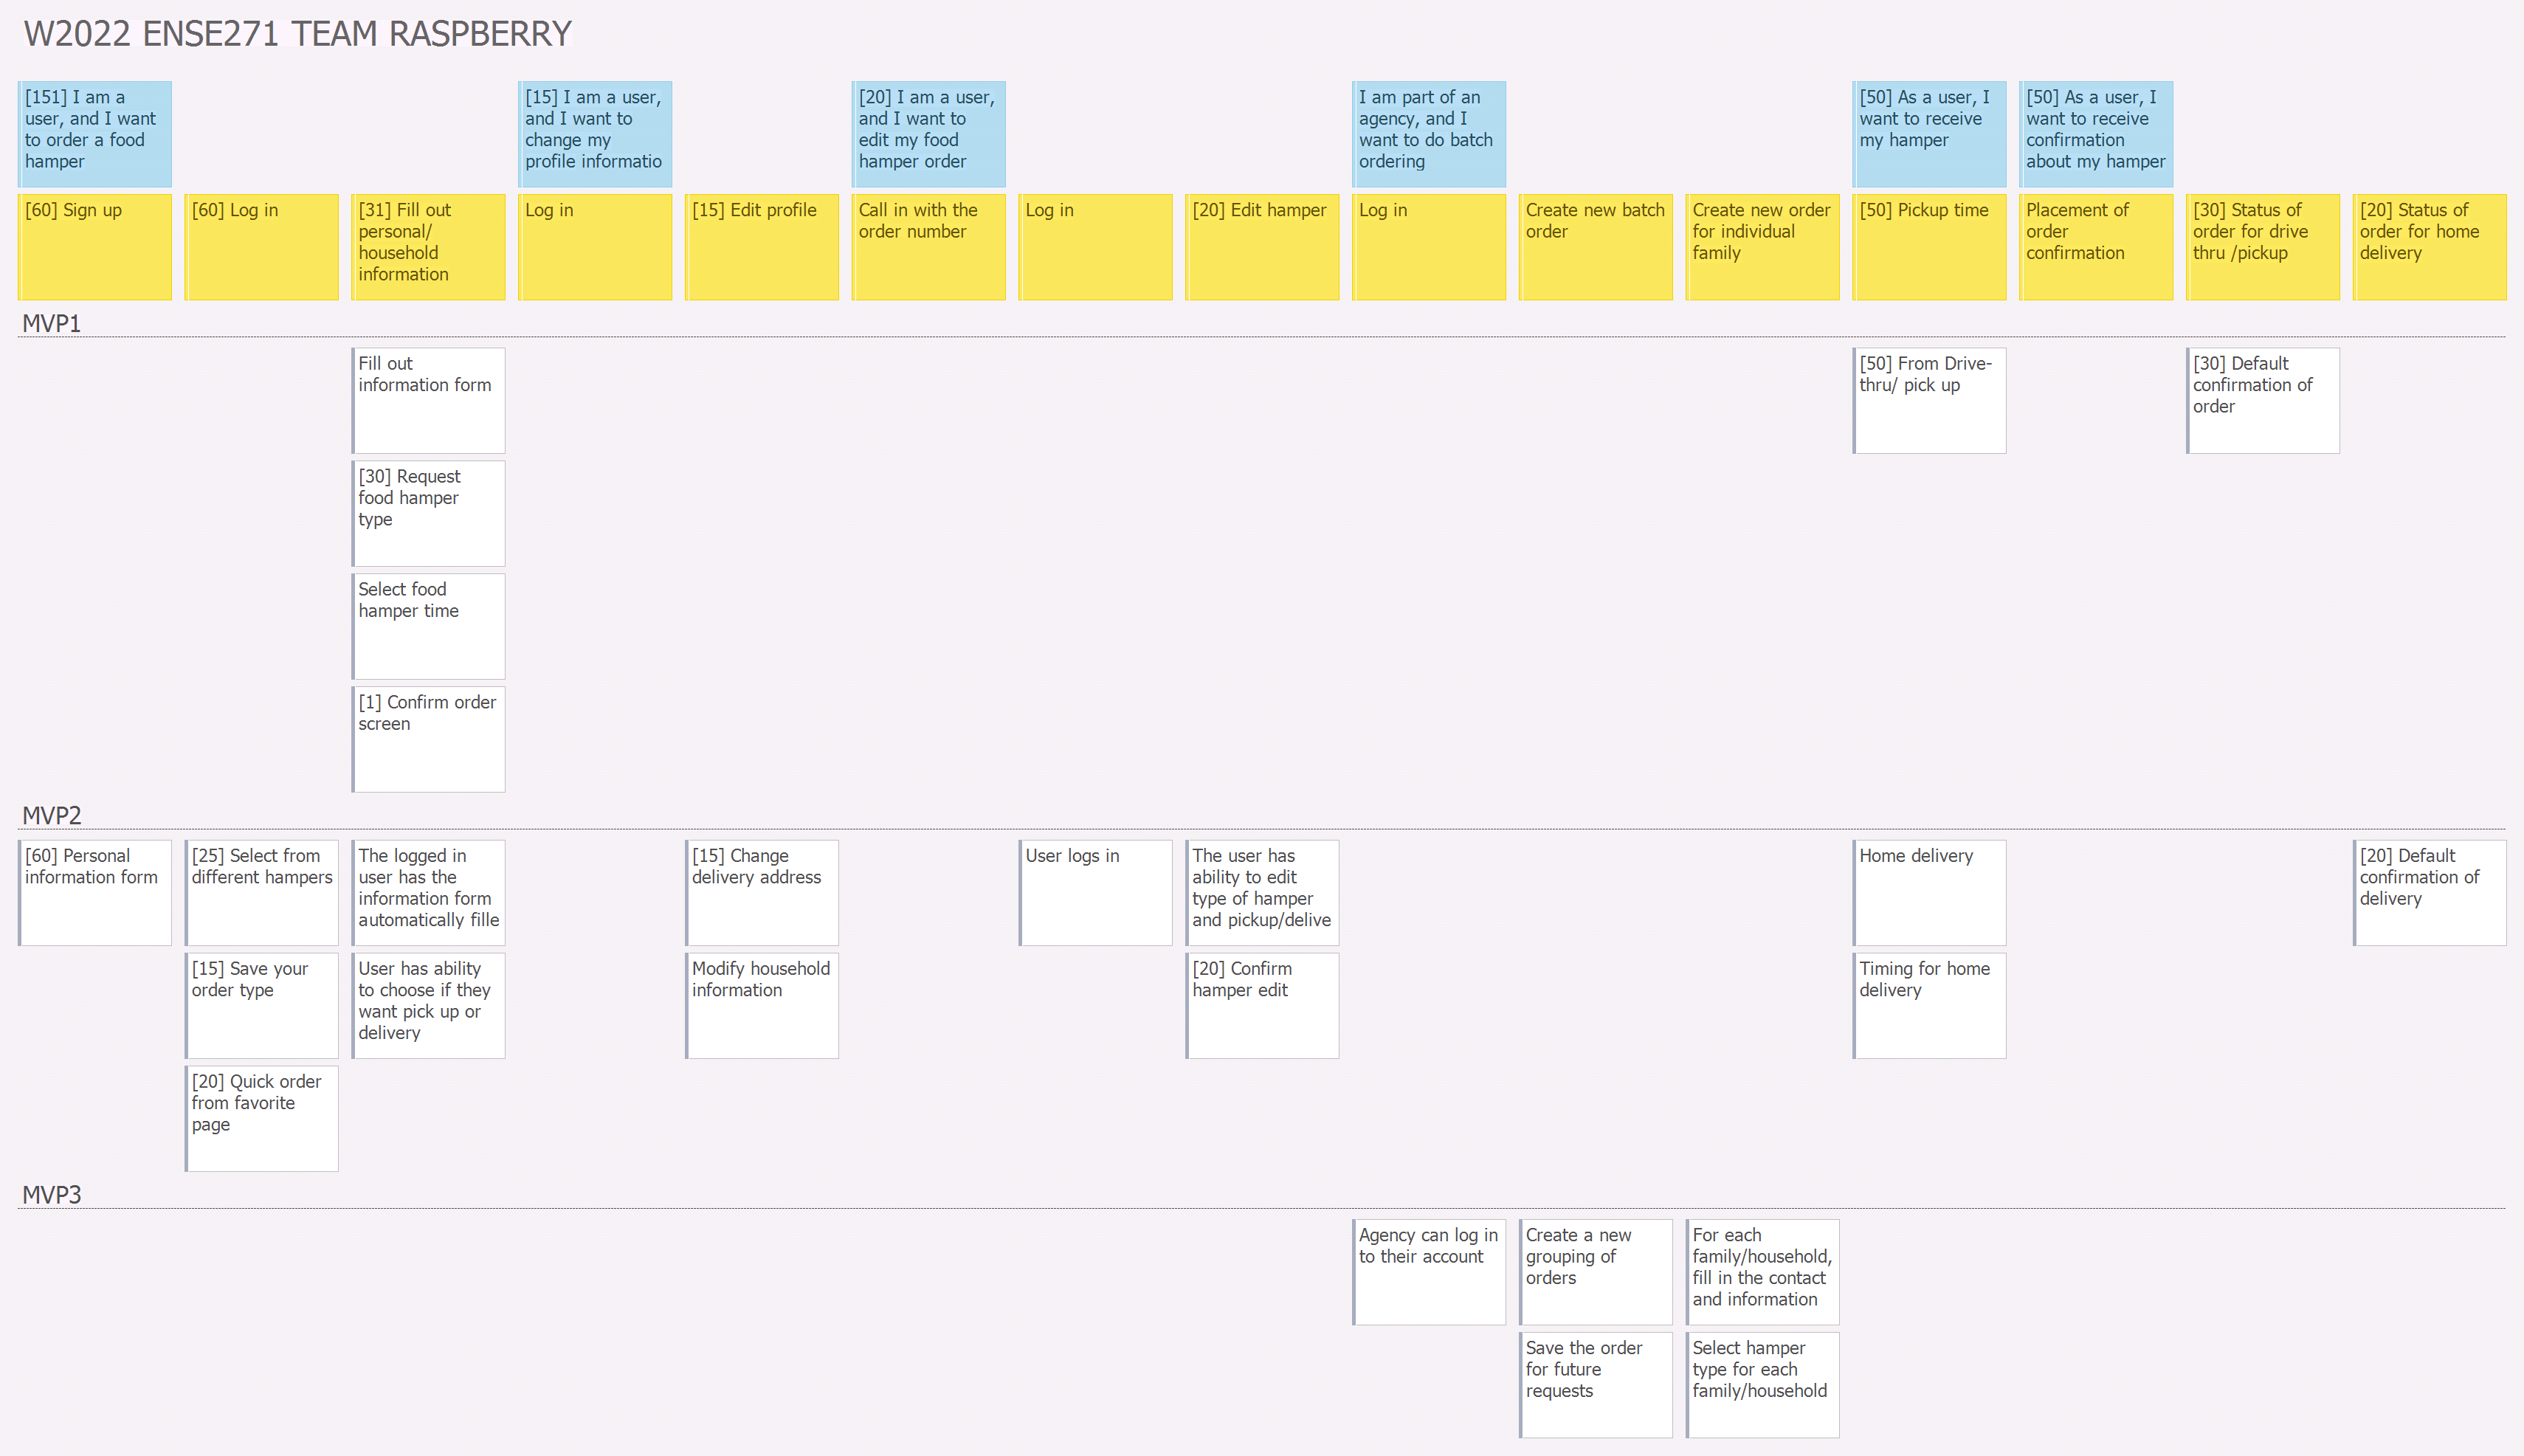 W2022 ENSE271 TEAM RASPBERRY
[151] I am a
user, and I want
to order a food
hamper
[15] I am a user,
and I want to
change my
profile informatio
[20] I am a user,
and I want to
edit my food
hamper order
I am part of an
agency, and I
want to do batch
ordering
[50] As a user, I
want to receive
my hamper
[50] As a user, I
want to receive
confirmation
about my hamper
[60] Sign up
[60] Log in
[31] Fill out
personal/
household
information
Log in
[15] Edit profile
Call in with the
order number
Log in
[20] Edit hamper
Log in
Create new batch
order
Create new order
for individual
family
[50] Pickup time
Placement of
order
confirmation
[30] Status of
order for drive
thru /pickup
[20] Status of
order for home
delivery
MVP1
Fill out
information form
[50] From Drive-
thru/ pick up
[30] Default
confirmation of
order
[30] Request
food hamper
type
Select food
hamper time
[1] Confirm order
screen
MVP2
[60] Personal
information form
[25] Select from
different hampers
The logged in
user has the
information form
automatically fille
[15] Change
delivery address
User logs in
The user has
ability to edit
type of hamper
and pickup/delive
Home delivery
[20] Default
confirmation of
delivery
[15] Save your
order type
User has ability
to choose if they
want pick up or
delivery
Modify household
information
[20] Confirm
hamper edit
Timing for home
delivery
[20] Quick order
from favorite
page
MVP3
Agency can log in
to their account
Create a new
grouping of
orders
For each
family/household,
fill in the contact
and information
Save the order
for future
requests
Select hamper
type for each
family/household